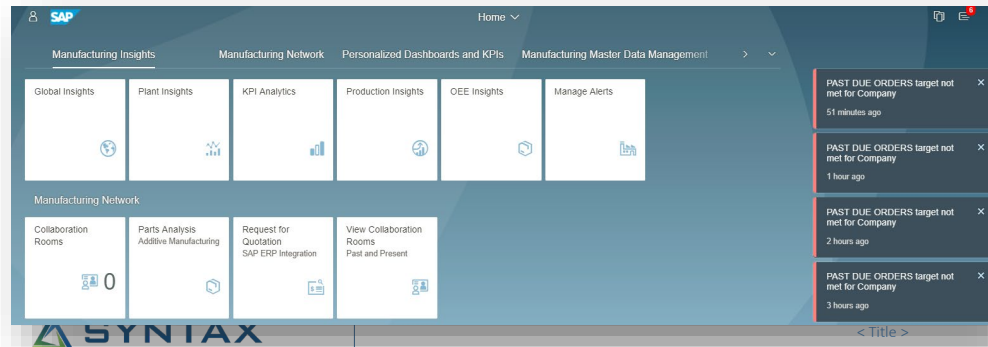 SAP
Home
6
Manufacturing Insights
Manufacturing Network
Personalized Dashboards and KPIs
Manufacturing Master Data Management
Global Insights
Plant Insights
KPI Analytics
Production Insights
OEE Insights
Manage Alerts
Manufacturing Network
Collaboration
Rooms
0
Parts Analysis
Additive Manufacturing
Request for
Quotation
SAP ERP Integration
View Collaboration
Rooms
Past and Present
PAST DUE ORDERS target not
met for Company
51 minutes ago
PAST DUE ORDERS target not
met for Company
1 hour ago
PAST DUE ORDERS target not
met for Company
2 hours ago
PAST DUE ORDERS target not
met for Company
3 hours ago
SYNTAX
< Title >